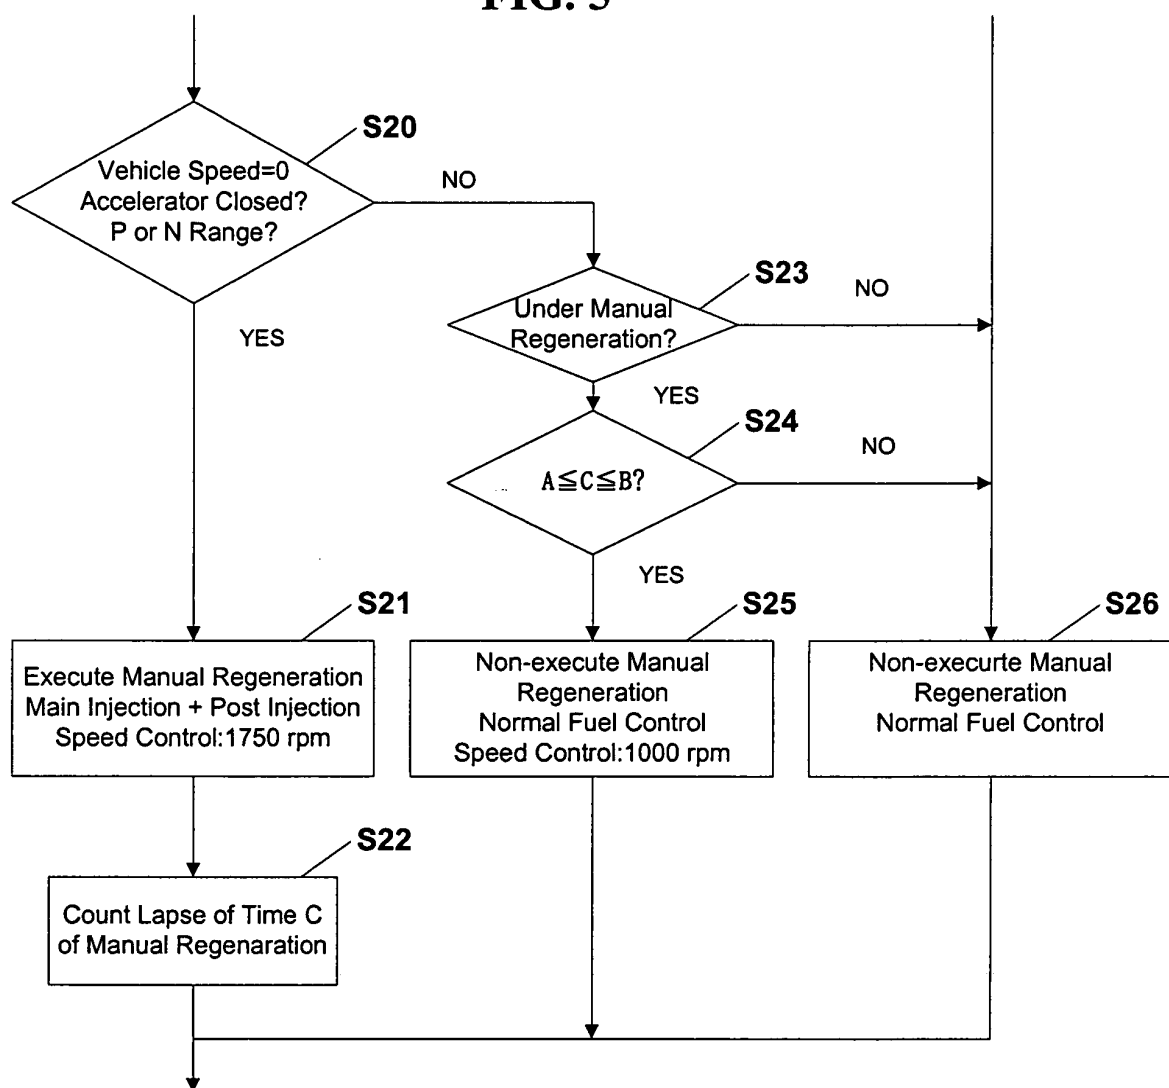 S20
Vehicle Speed=0
Accelerator Closed?
P or N Range?
NO
YES
S23
Under Manual
Regeneration?
NO
YES
S24
A≦C≦B?
NO
YES
S21
Execute Manual Regeneration
Main Injection + Post Injection
Speed Control:1750 rpm
S25
Non-execute Manual
Regeneration
Normal Fuel Control
Speed Control:1000 rpm
S26
Non-execurte Manual
Regeneration
Normal Fuel Control
S22
Count Lapse of Time C
of Manual Regenaration